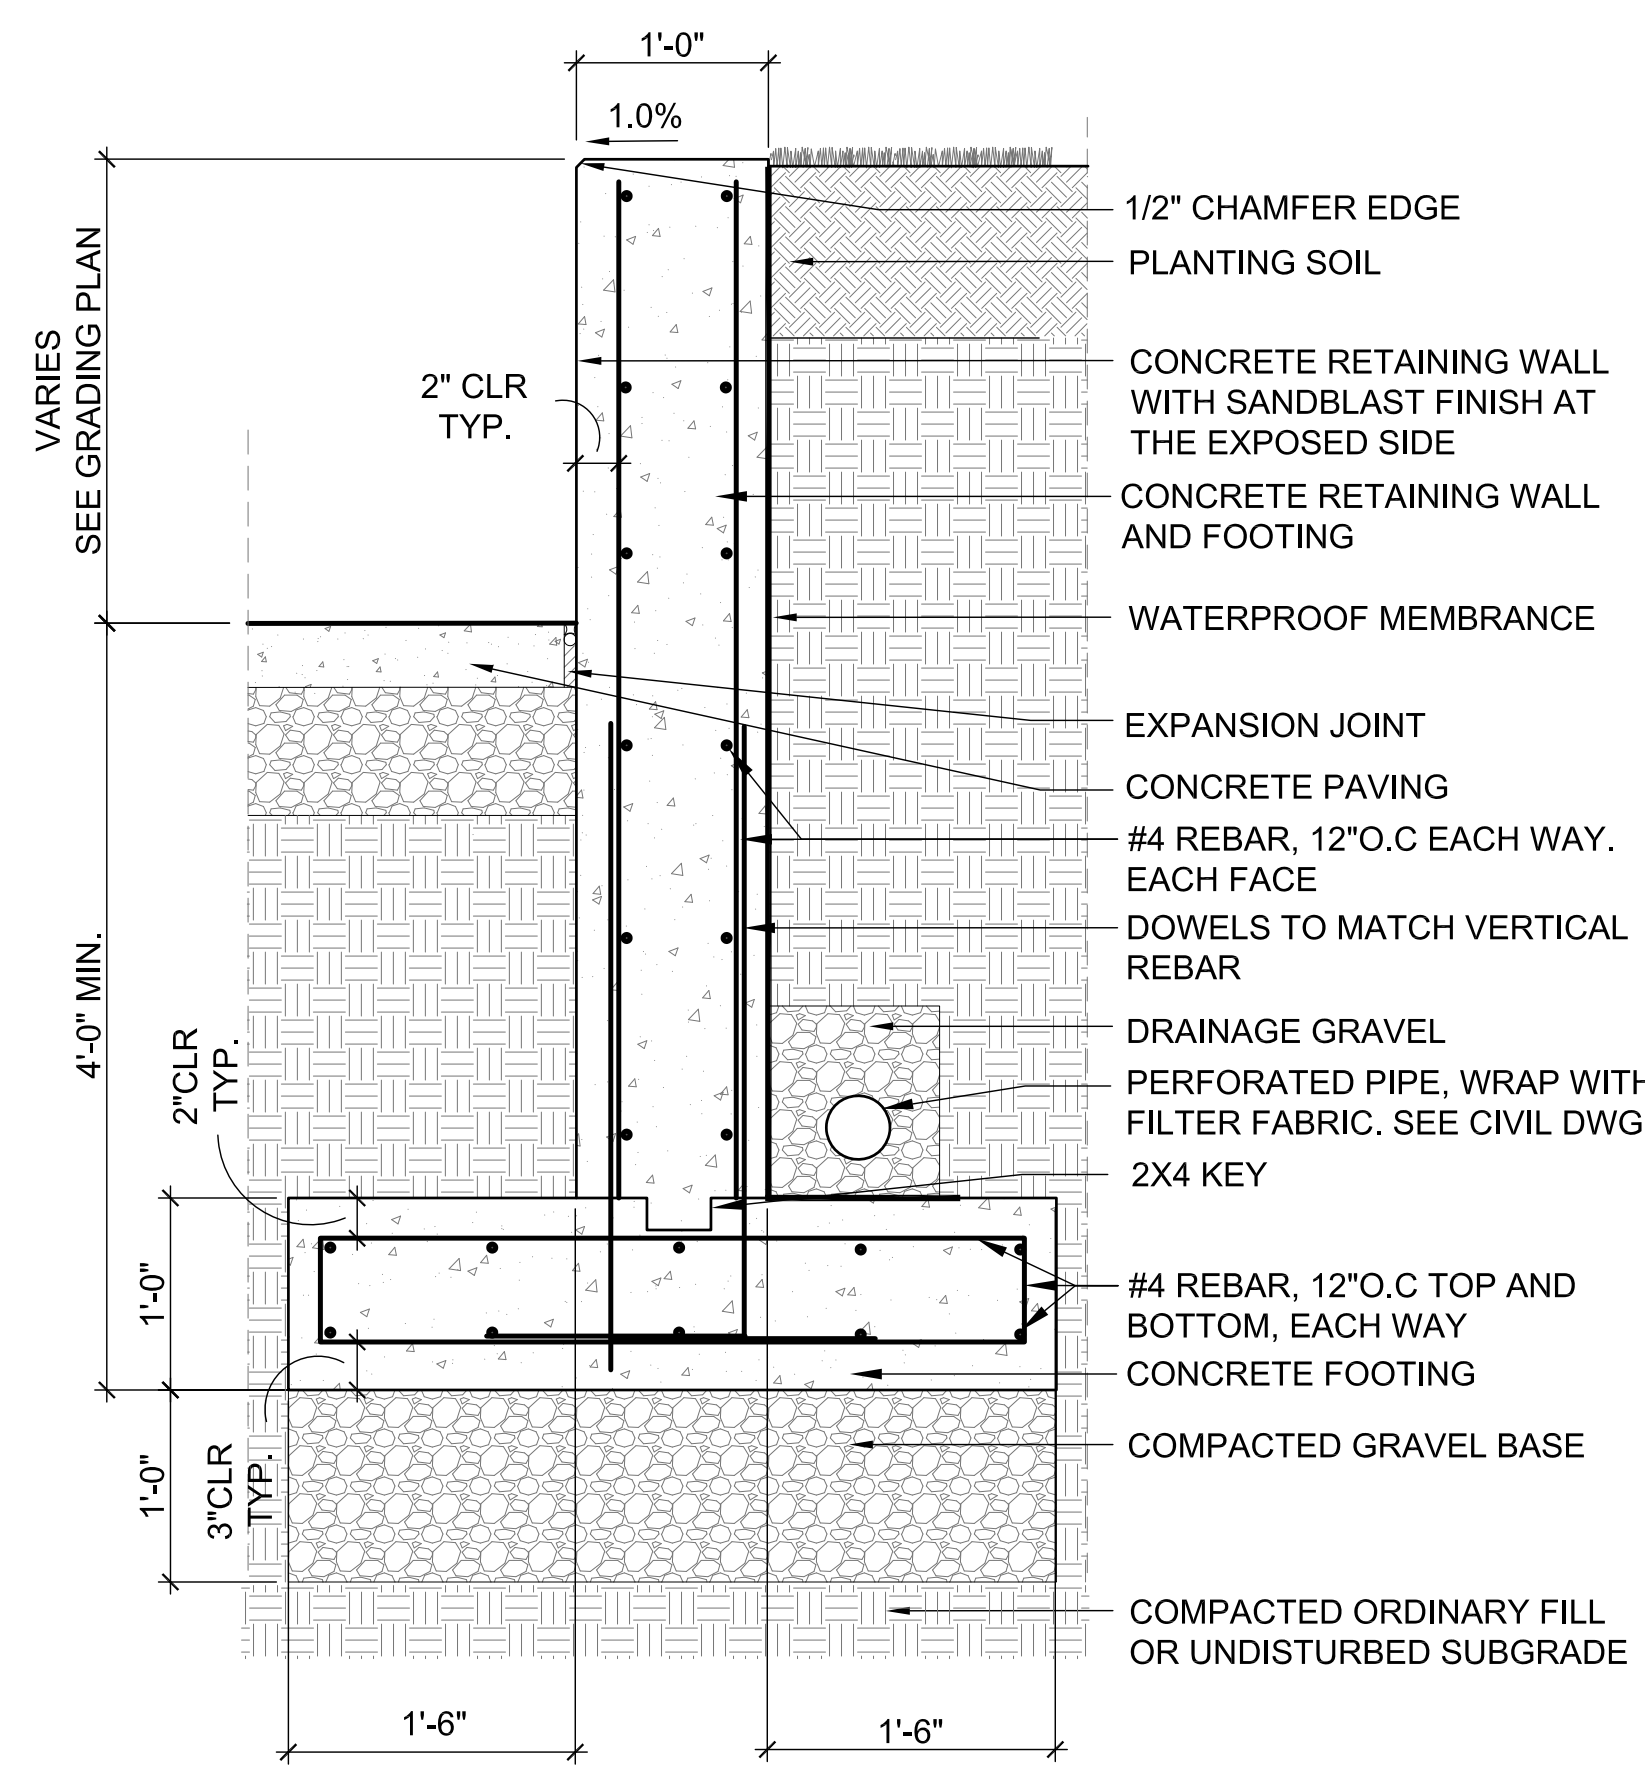 1'-0"
1.0%
VARIES
SEE GRADING PLAN
2" CLR
TYP.
4'-0" MIN.
2"CLR
TYP.
1'-0"
1'-0"
3"CLR
TYP.
1'-6"
1'-6"
1/2" CHAMFER EDGE
PLANTING SOIL
CONCRETE RETAINING WALL
WITH SANDBLAST FINISH AT
THE EXPOSED SIDE
CONCRETE RETAINING WALL
AND FOOTING
WATERPROOF MEMBRANCE
EXPANSION JOINT
CONCRETE PAVING
#4 REBAR, 12"O.C EACH WAY.
EACH FACE
DOWELS TO MATCH VERTICAL
REBAR
DRAINAGE GRAVEL
PERFORATED PIPE, WRAP WITH
FILTER FABRIC. SEE CIVIL DWG
2X4 KEY
#4 REBAR, 12"O.C TOP AND
BOTTOM, EACH WAY
CONCRETE FOOTING
COMPACTED GRAVEL BASE
COMPACTED ORDINARY FILL
OR UNDISTURBED SUBGRADE